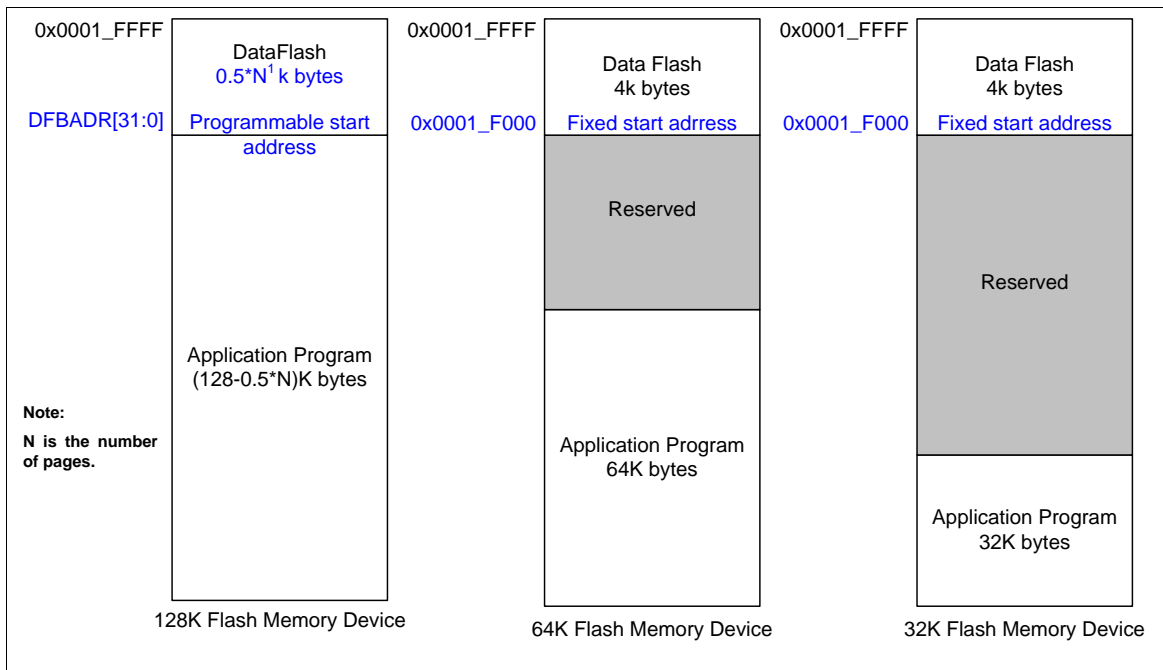 0x0001_FFFF
DataFlash
0.5*N¹ k bytes
DFBADR[31:0]
Programmable start
address
Application Program
(128-0.5*N)K bytes
Note:
N is the number
of pages.
128K Flash Memory Device
0x0001_FFFF
Data Flash
4k bytes
0x0001_F000
Fixed start adrress
Reserved
Application Program
64K bytes
64K Flash Memory Device
0x0001_FFFF
Data Flash
4k bytes
0x0001_F000
Fixed start address
Reserved
Application Program
32K bytes
32K Flash Memory Device